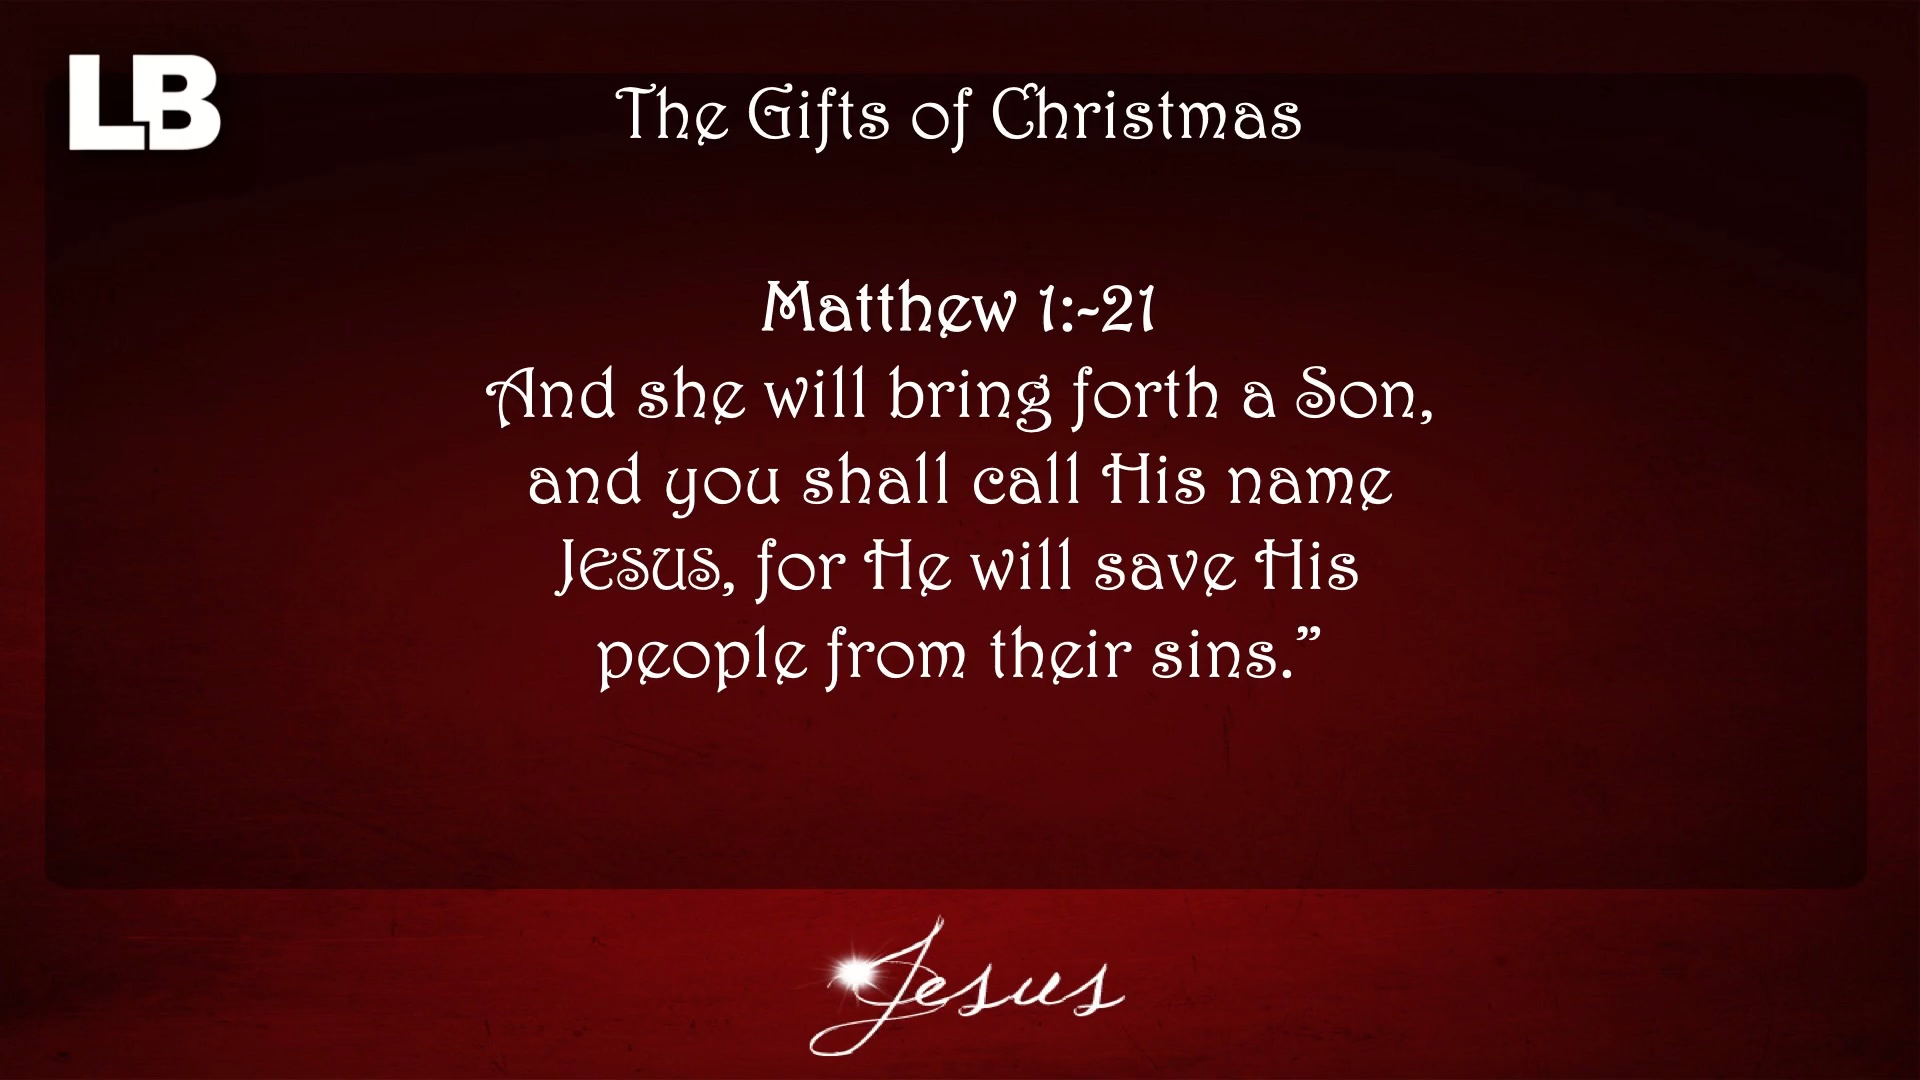 LB
The Gifts of Christmas
Matthew 1:-21
And she will bring forth a Son,
and you shall call His name
JESUS, for He will save His
people from their sins.”
Jesus